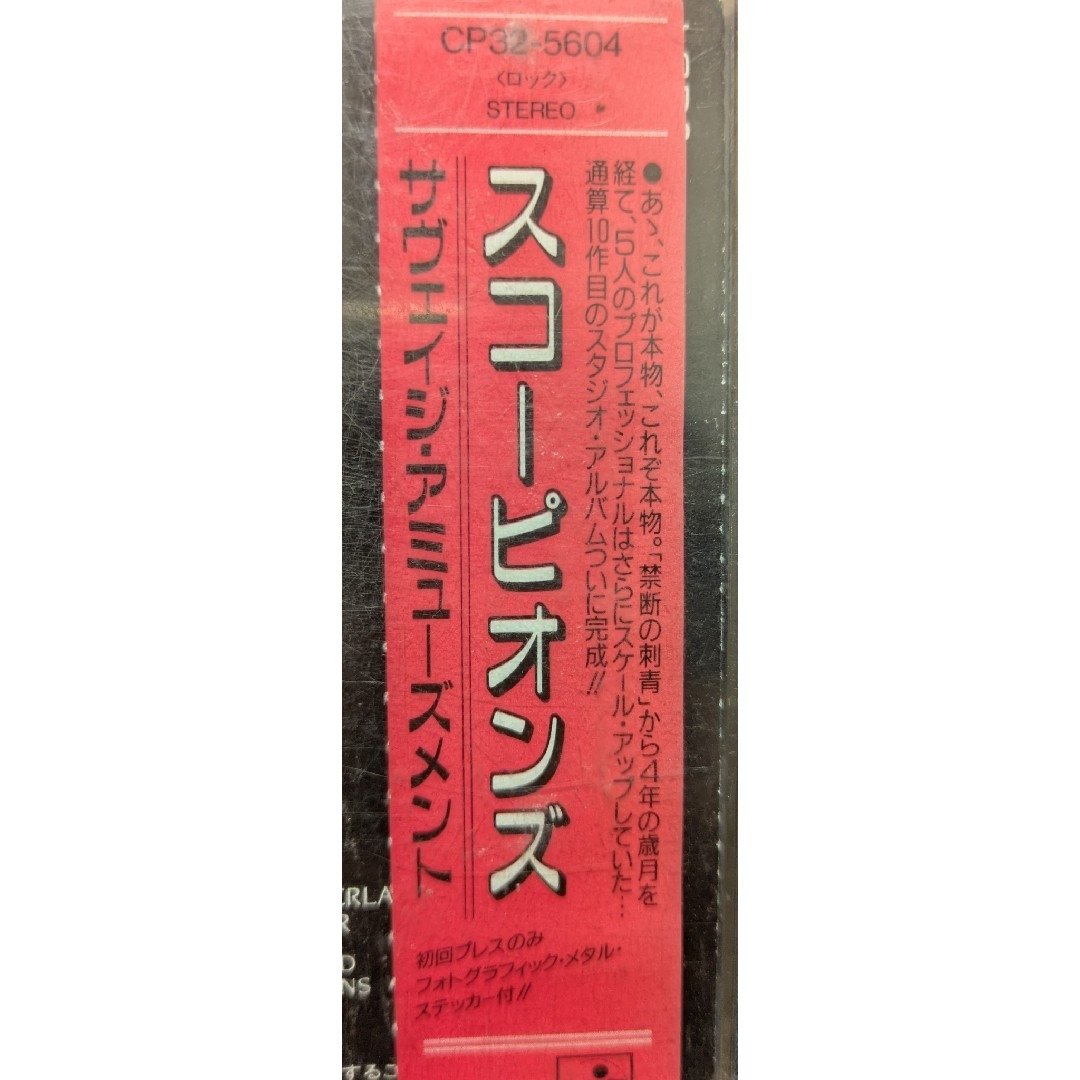 CP32-5604
〈ロック〉
STEREO
●あゝ、これが本物、これぞ本物。「禁断の刺青」から4年の歳月を
経て、5人のプロフェッショナルはさらにスケール・アップしていた…
通算10作目のスタジオ・アルバムついに完成!!
スコーピオンズ
サヴェイジ・アミューズメント
初回プレスのみ
フォトグラフィック・メタル・
ステッカー付!!
ERLA
R
O
NS
するこ